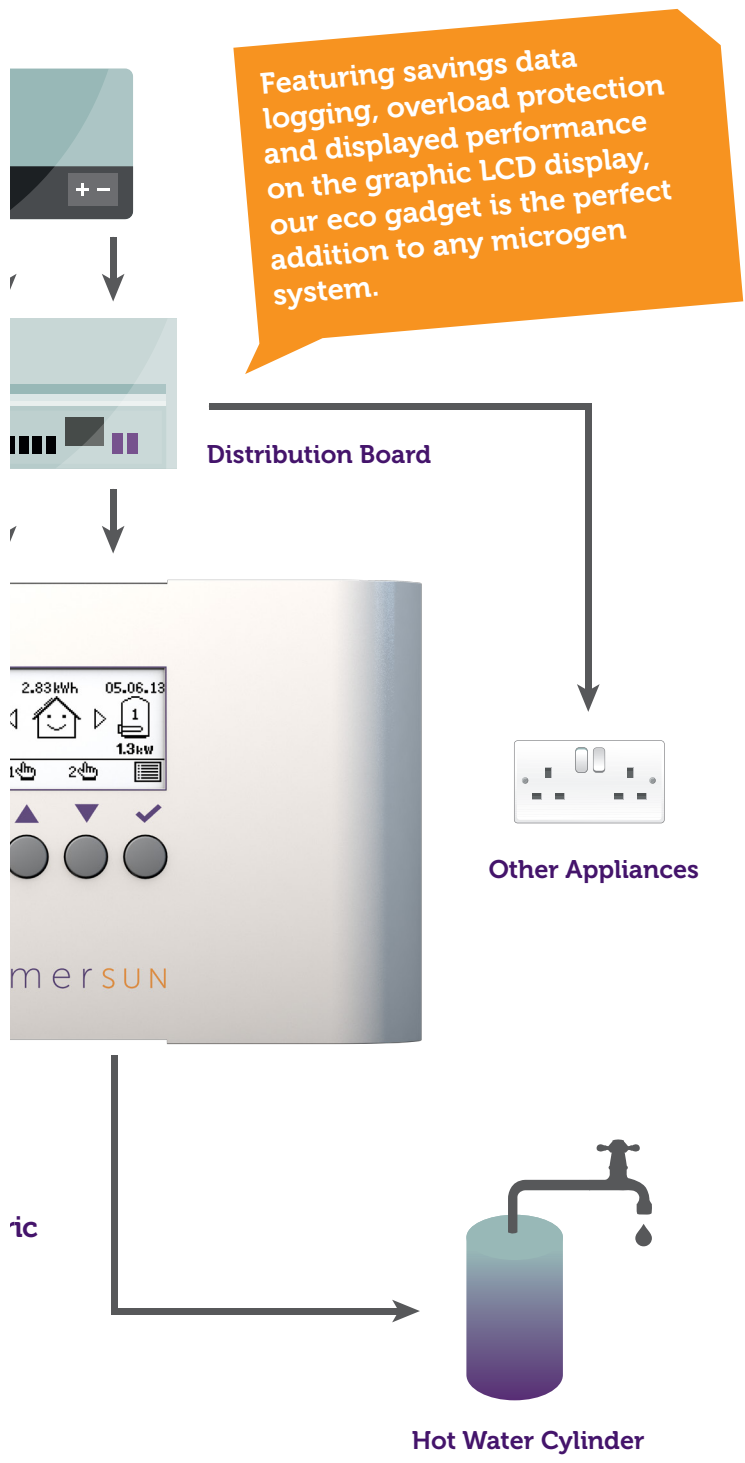 Featuring savings data
logging, overload protection
and displayed performance
on the graphic LCD display,
our eco gadget is the perfect
addition to any microgen
system.
Distribution Board
2.83kWh 05.06.13
1
1.3kW
1 2
Other Appliances
mersun
ric
Hot Water Cylinder